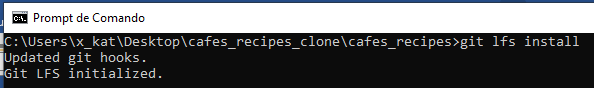 Prompt de Comando
C:\Users\x_kat\Desktop\cafes_recipes_clone\cafes_recipes>git lfs install
Updated git hooks.
Git LFS initialized.